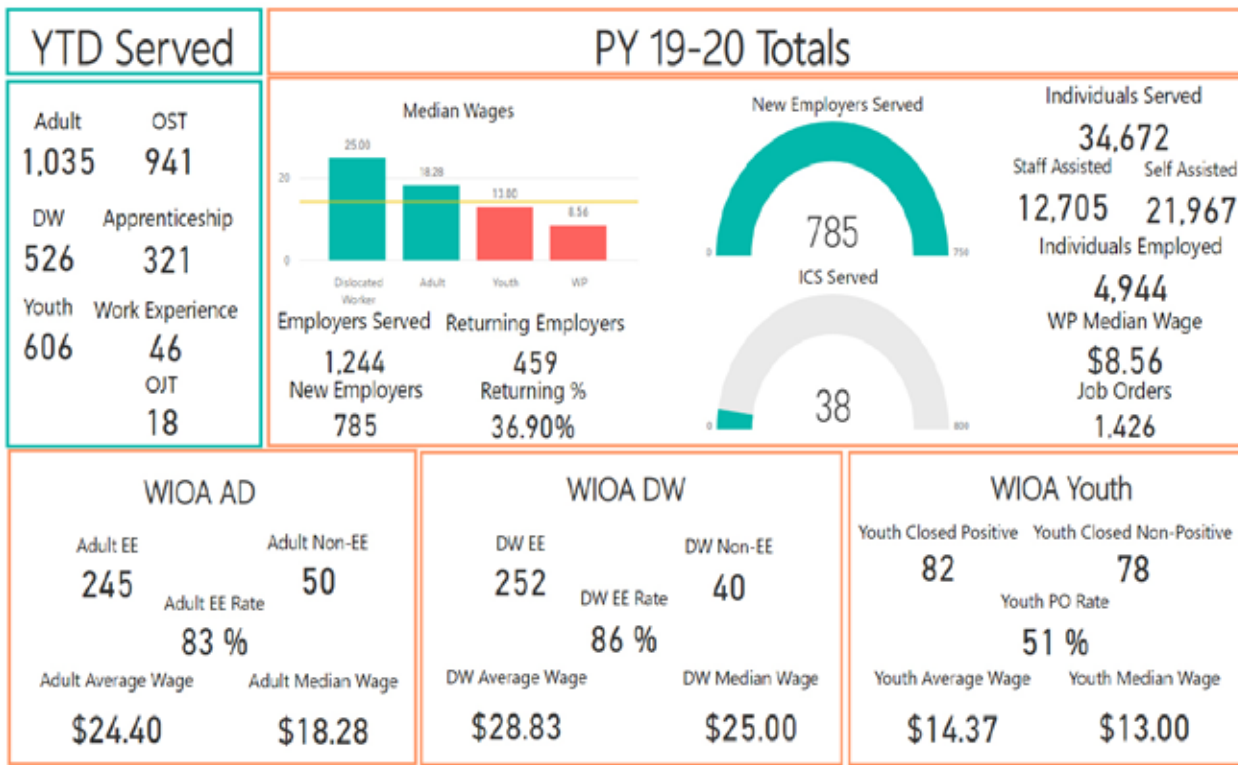 YTD Served
Adult OST
1,035 941
DW Apprenticeship
526 321
Youth Work Experience
606 46
OJT
18
PY 19-20 Totals
Median Wages
25.00
18.28
13.00
8.56
20
0
Dislocated Worker
Adult
Youth
WP
Employers Served Returning Employers
1,244 459
New Employers Returning %
785 36.90%
New Employers Served
785
0 750
ICS Served
38
0 800
Individuals Served
34,672
Staff Assisted Self Assisted
12,705 21,967
Individuals Employed
4,944
WP Median Wage
$8.56
Job Orders
1,426
WIOA AD
Adult EE Adult Non-EE
245 50
Adult EE Rate
83 %
Adult Average Wage Adult Median Wage
$24.40 $18.28
WIOA DW
DW EE DW Non-EE
252 40
DW EE Rate
86 %
DW Average Wage DW Median Wage
$28.83 $25.00
WIOA Youth
Youth Closed Positive Youth Closed Non-Positive
82 78
Youth PO Rate
51 %
Youth Average Wage Youth Median Wage
$14.37 $13.00